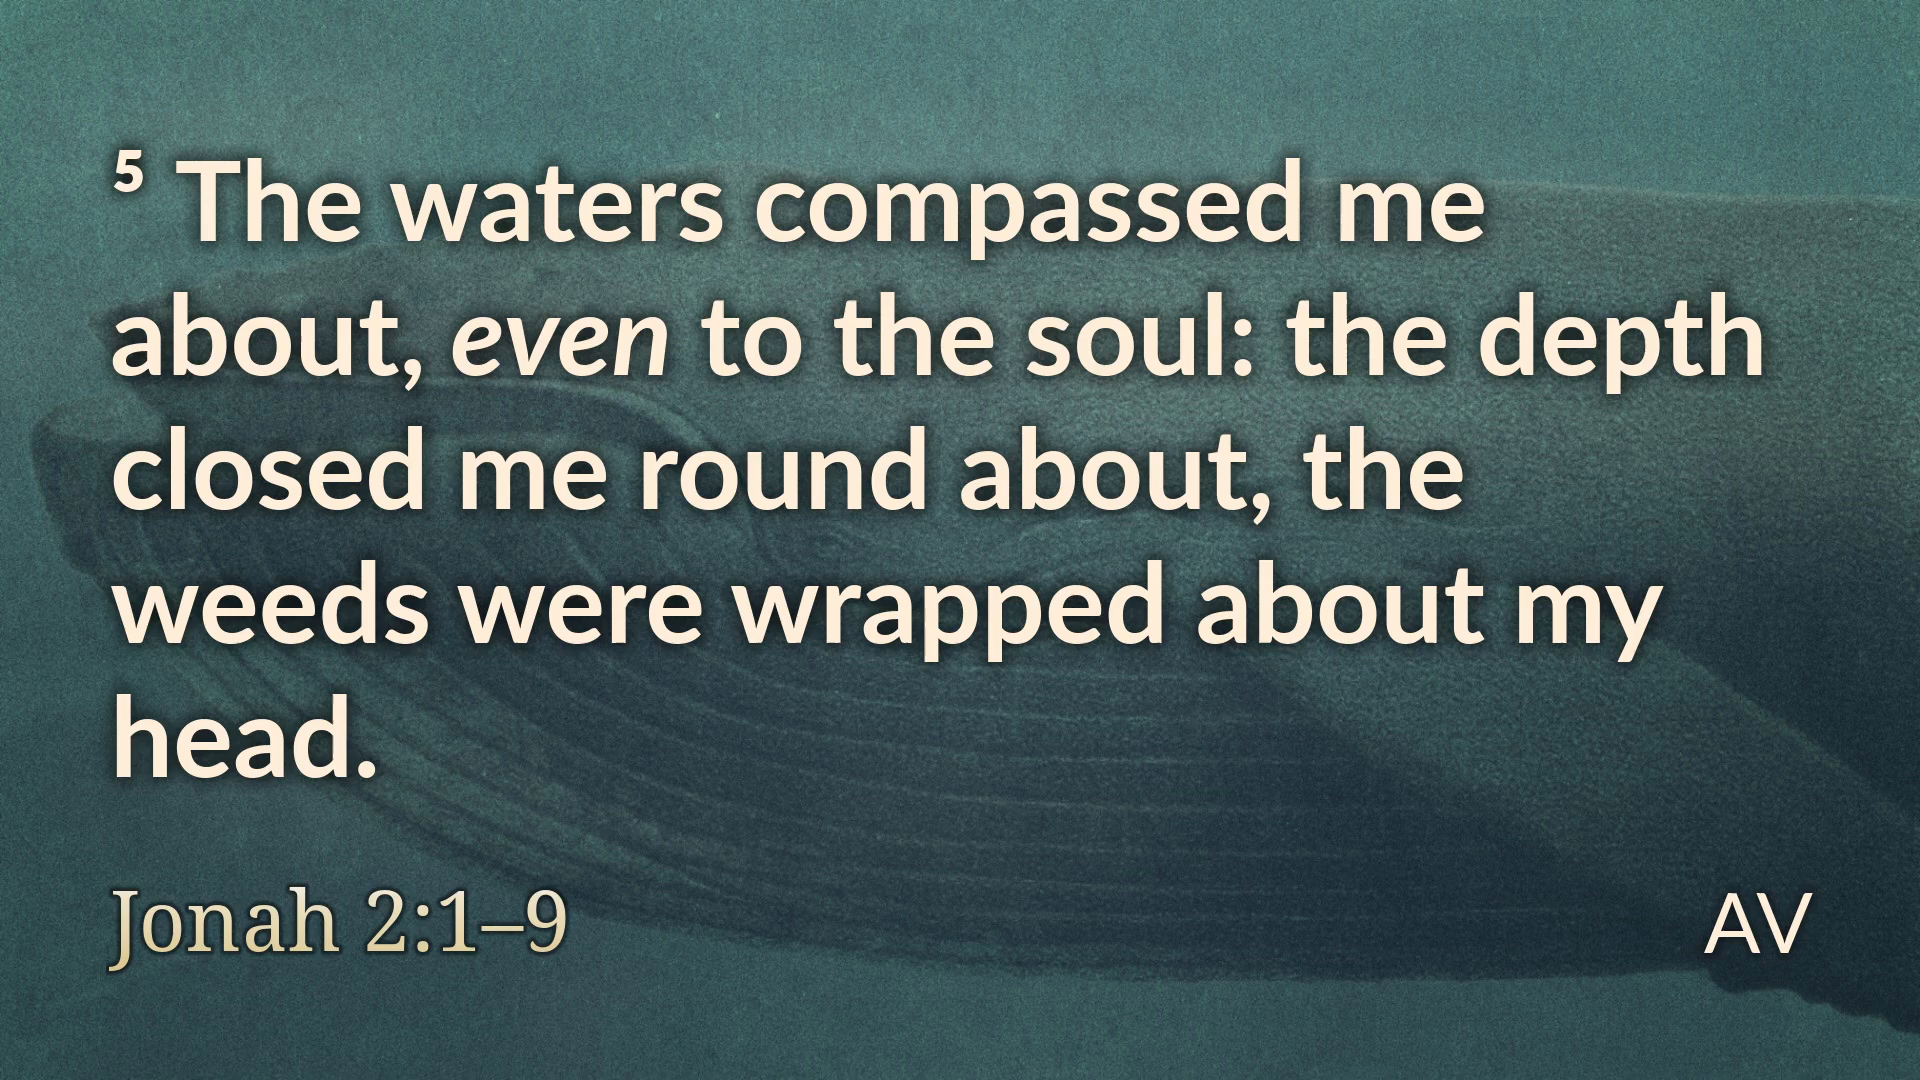 ⁵ The waters compassed me
about, even to the soul: the depth
closed me round about, the
weeds were wrapped about my
head.
Jonah 2:1–9
AV